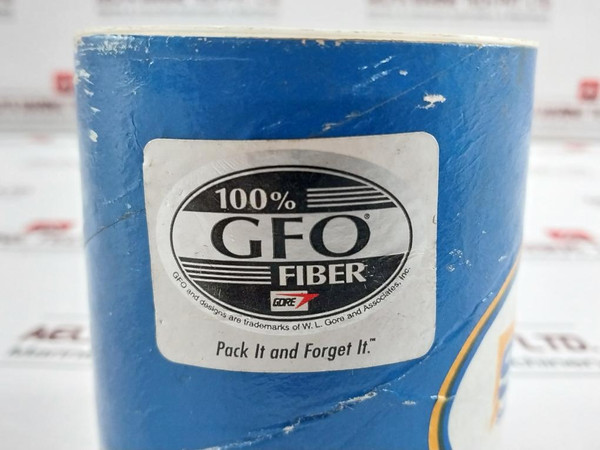 100%
GFO®
FIBER
GORE
GFO and designs are trademarks of W. L. Gore and Associates, Inc.
Pack It and Forget It.™